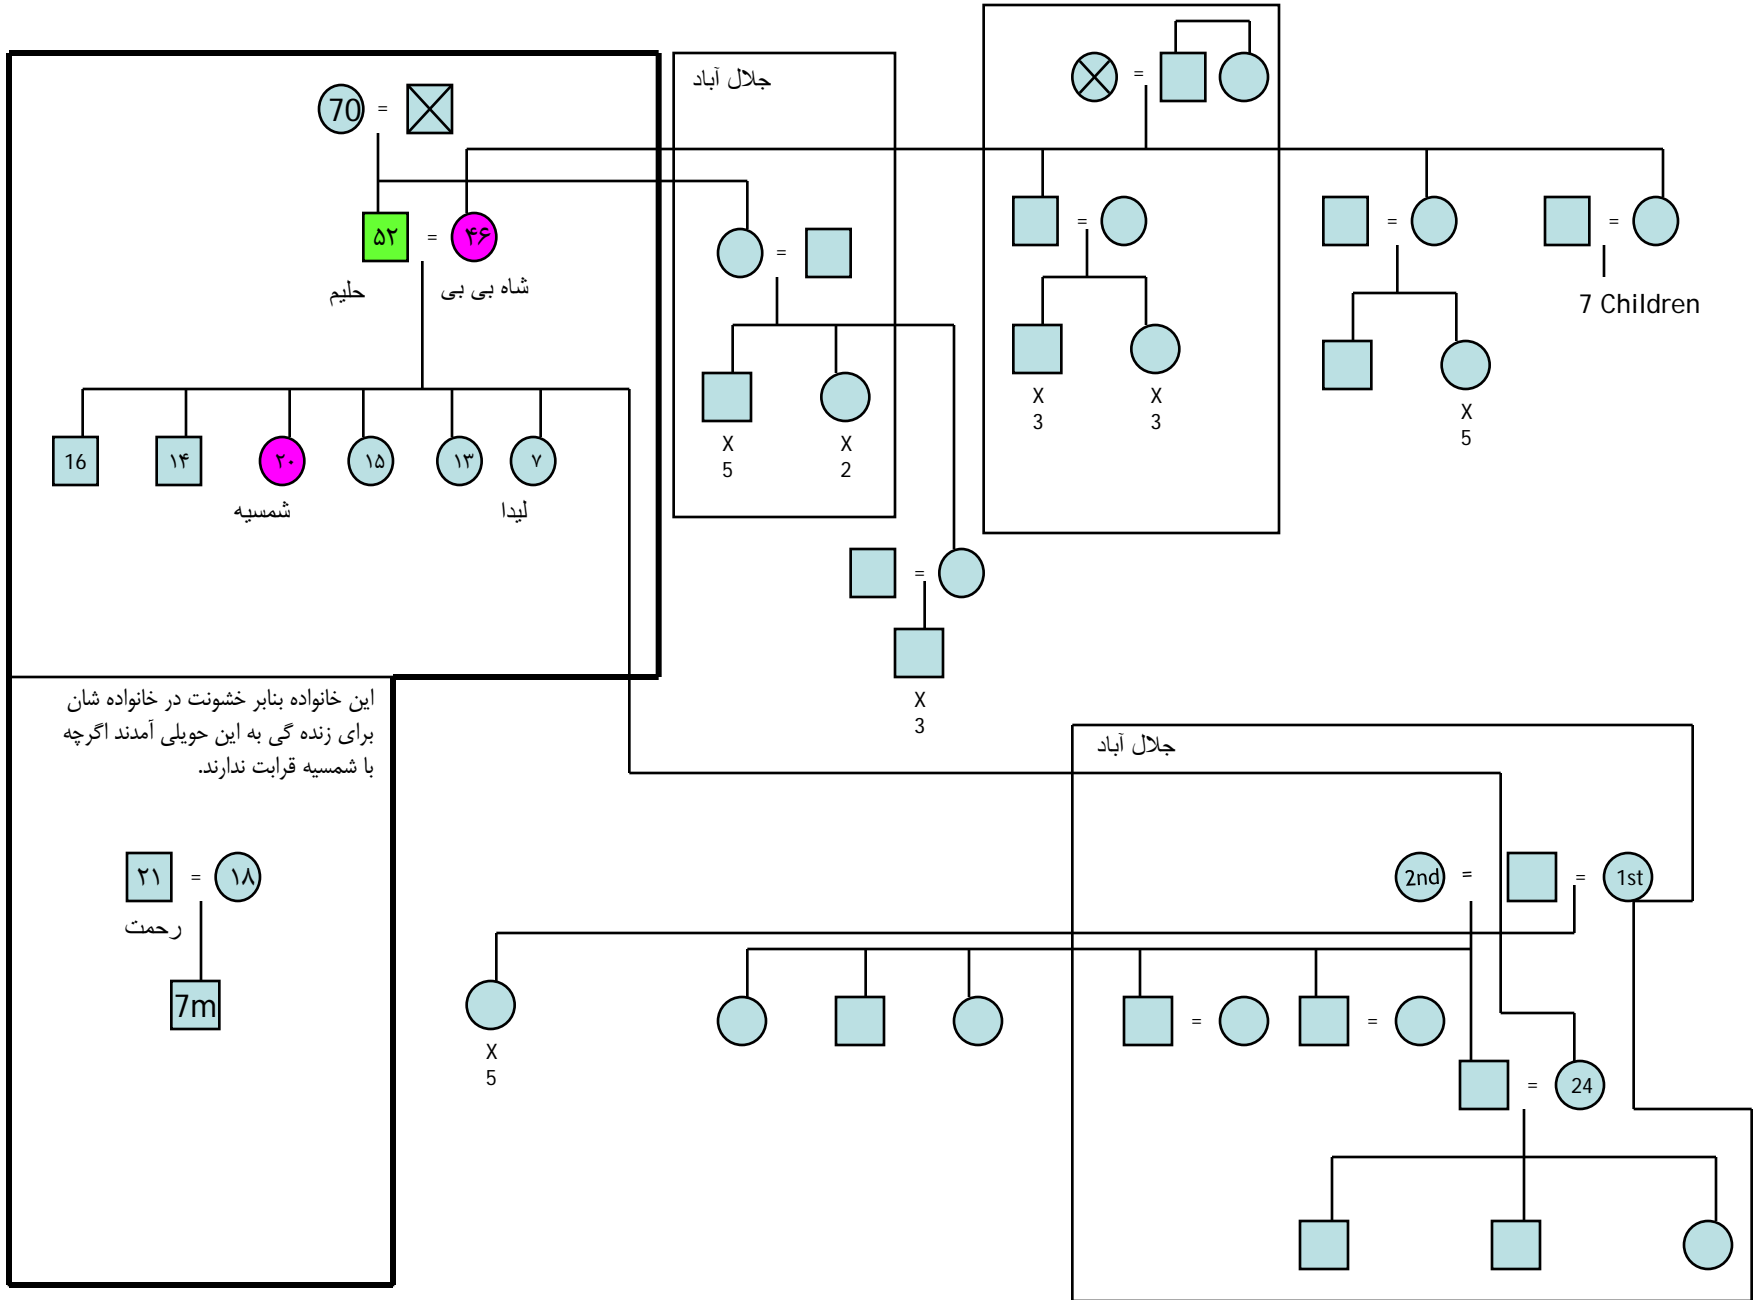 جلال آباد
70 = =
۵۲ = ۴۶
حلیم
شاه بی بی
= = = =
7 Children
16
۱۴
۲۰
۱۵
۱۳
۷
شمسیه
لیدا
X
5
X
2
X
3
X
3
X
5
=
X
3
این خانواده بنابر خشونت در خانواده شان
برای زنده گی به این حویلی آمدند اگرچه
با شمسیه قرابت ندارند.
۲۱ = ۱۸
رحمت
7m
جلال آباد
2nd = = 1st
X
5
= =
= 24